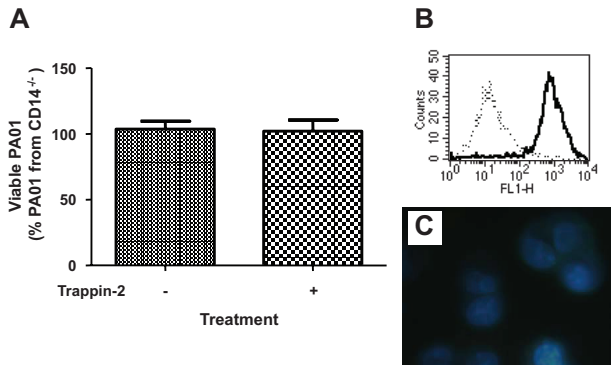 A
Viable PA01
(% PA01 from CD14-/-)
150
100
50
0
Trappin-2
-
+
Treatment
B
Counts
50
40
30
20
10
0
10^0
10^1
10^2
10^3
10^4
FL1-H
C